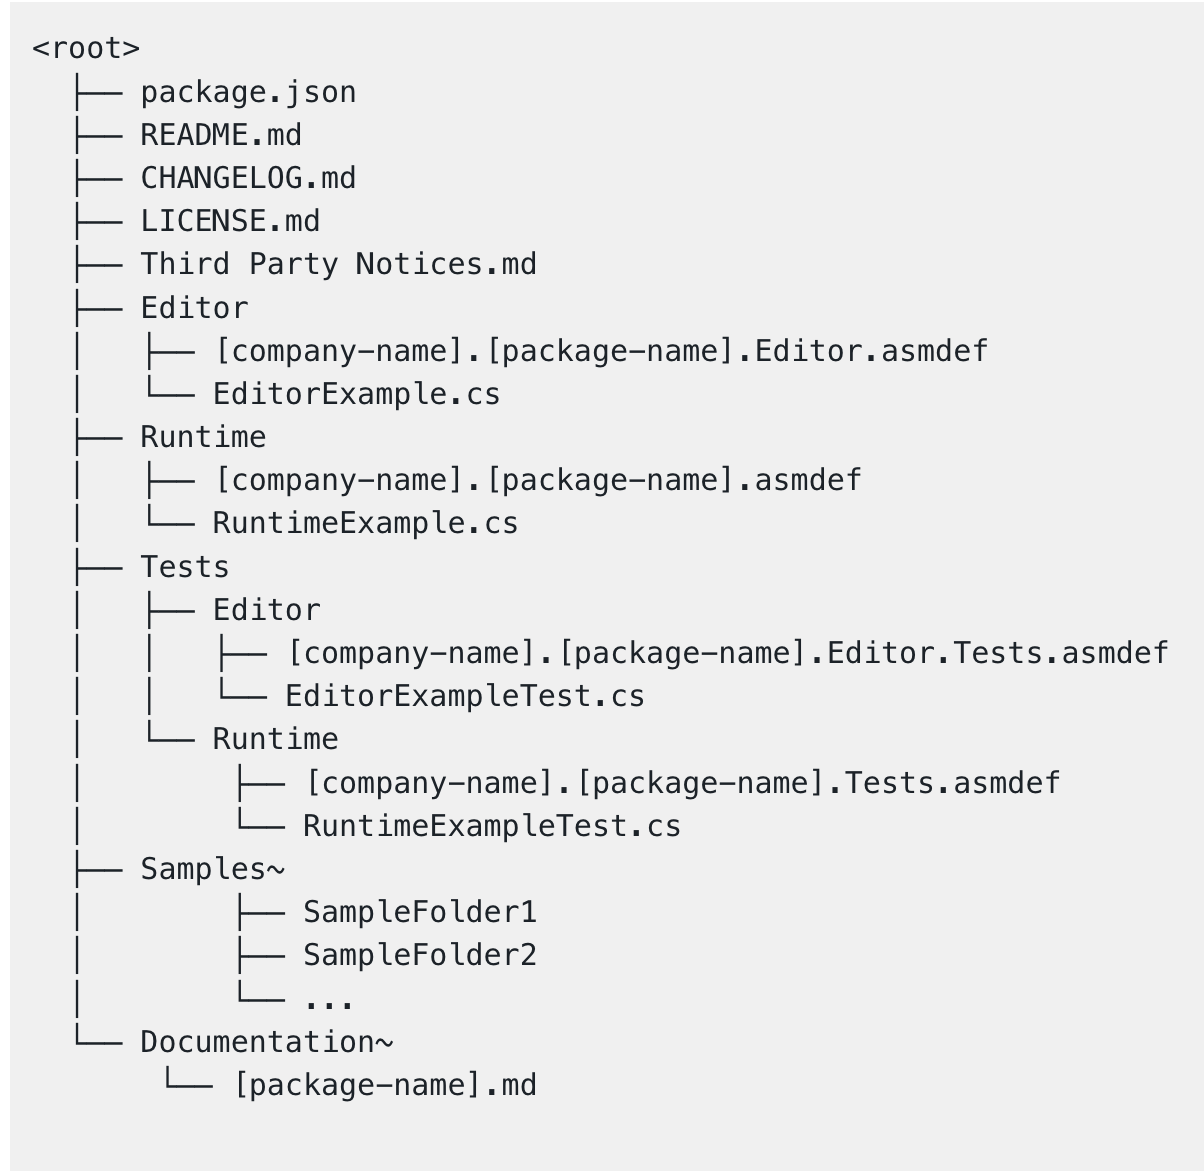 <root>
  ├── package.json
  ├── README.md
  ├── CHANGELOG.md
  ├── LICENSE.md
  ├── Third Party Notices.md
  ├── Editor
  │   ├── [company-name].[package-name].Editor.asmdef
  │   └── EditorExample.cs
  ├── Runtime
  │   ├── [company-name].[package-name].asmdef
  │   └── RuntimeExample.cs
  ├── Tests
  │   ├── Editor
  │   │   ├── [company-name].[package-name].Editor.Tests.asmdef
  │   │   └── EditorExampleTest.cs
  │   └── Runtime
  │        ├── [company-name].[package-name].Tests.asmdef
  │        └── RuntimeExampleTest.cs
  ├── Samples~
  │        ├── SampleFolder1
  │        ├── SampleFolder2
  │        └── ...
  └── Documentation~
       └── [package-name].md